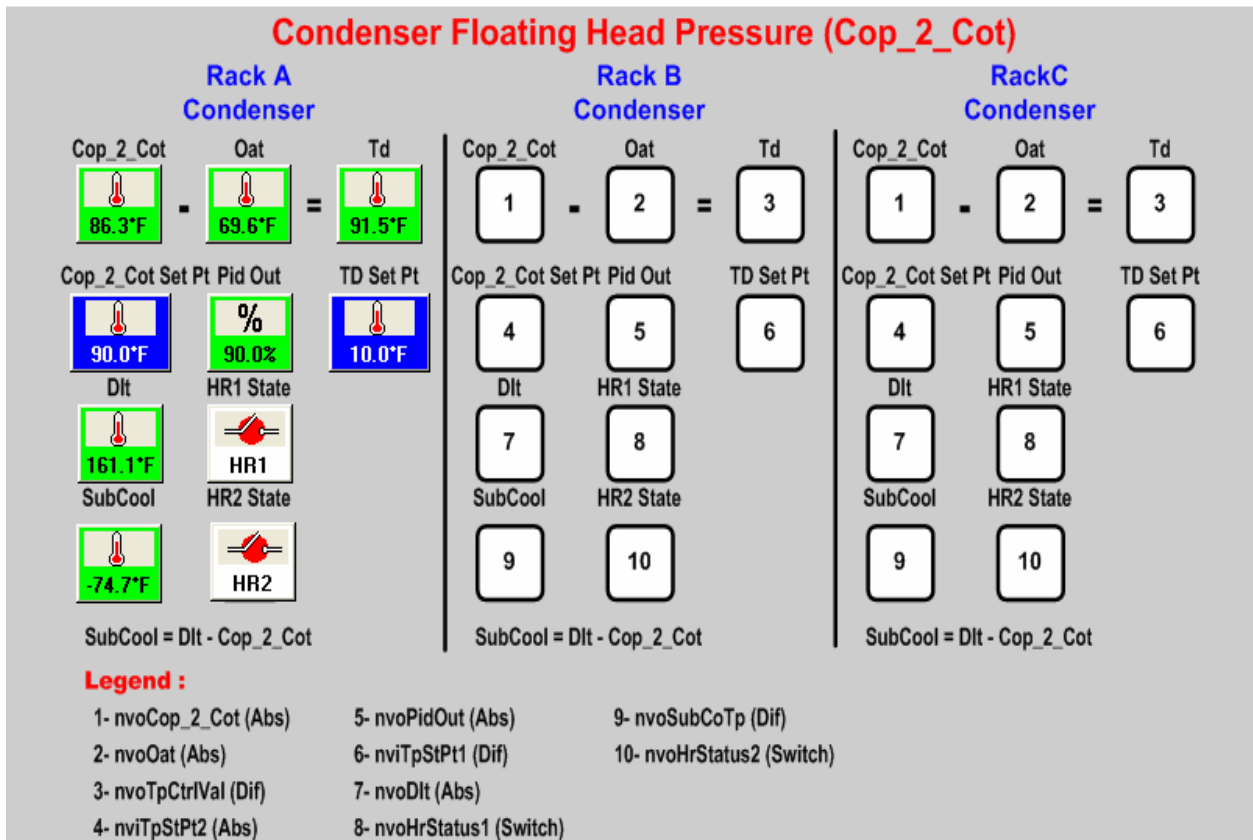 Condenser Floating Head Pressure (Cop_2_Cot)
Rack A Condenser
Rack B Condenser
RackC Condenser
Cop_2_Cot Oat Td Cop_2_Cot Oat Td Cop_2_Cot Oat Td
86.3°F - 69.6°F = 91.5°F 1 - 2 = 3 1 - 2 = 3
Cop_2_Cot Set Pt Pid Out TD Set Pt Cop_2_Cot Set Pt Pid Out TD Set Pt Cop_2_Cot Set Pt Pid Out TD Set Pt
%
90.0°F 90.0% 10.0°F 4 5 6 4 5 6
Dlt HR1 State Dlt HR1 State Dlt HR1 State
161.1°F HR1 7 8 7 8
SubCool HR2 State SubCool HR2 State SubCool HR2 State
-74.7°F HR2 9 10 9 10
SubCool = Dlt - Cop_2_Cot SubCool = Dlt - Cop_2_Cot SubCool = Dlt - Cop_2_Cot
Legend :
1- nvoCop_2_Cot (Abs)
2- nvoOat (Abs)
3- nvoTpCtrlVal (Dif)
4- nviTpStPt2 (Abs)
5- nvoPidOut (Abs)
6- nviTpStPt1 (Dif)
7- nvoDlt (Abs)
8- nvoHrStatus1 (Switch)
9- nvoSubCoTp (Dif)
10- nvoHrStatus2 (Switch)